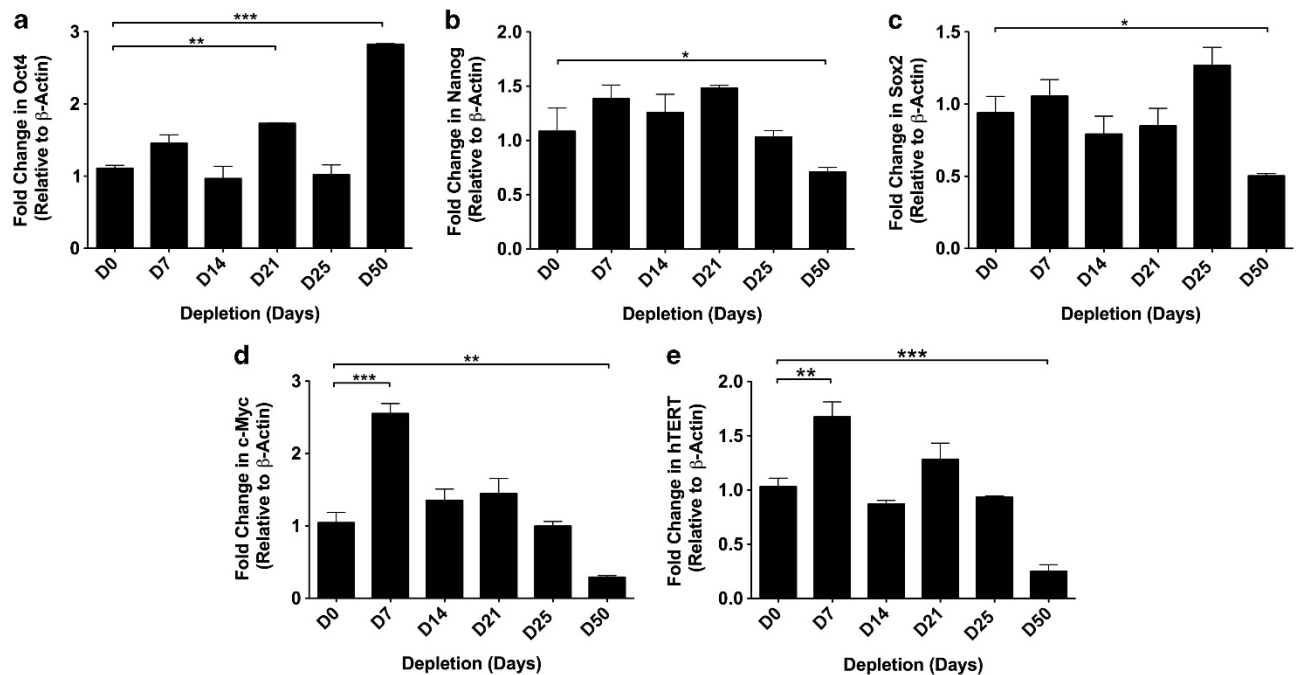 a
***
**
Fold Change in Oct4
(Relative to β-Actin)
3
2
1
0
D0 D7 D14 D21 D25 D50
Depletion (Days)
b
*
Fold Change in Nanog
(Relative to β-Actin)
2.0
1.5
1.0
0.5
0.0
D0 D7 D14 D21 D25 D50
Depletion (Days)
c
*
Fold Change in Sox2
(Relative to β-Actin)
1.5
1.0
0.5
0.0
D0 D7 D14 D21 D25 D50
Depletion (Days)
d
**
***
Fold Change in c-Myc
(Relative to β-Actin)
3
2
1
0
D0 D7 D14 D21 D25 D50
Depletion (Days)
e
***
**
Fold Change in hTERT
(Relative to β-Actin)
2.0
1.5
1.0
0.5
0.0
D0 D7 D14 D21 D25 D50
Depletion (Days)